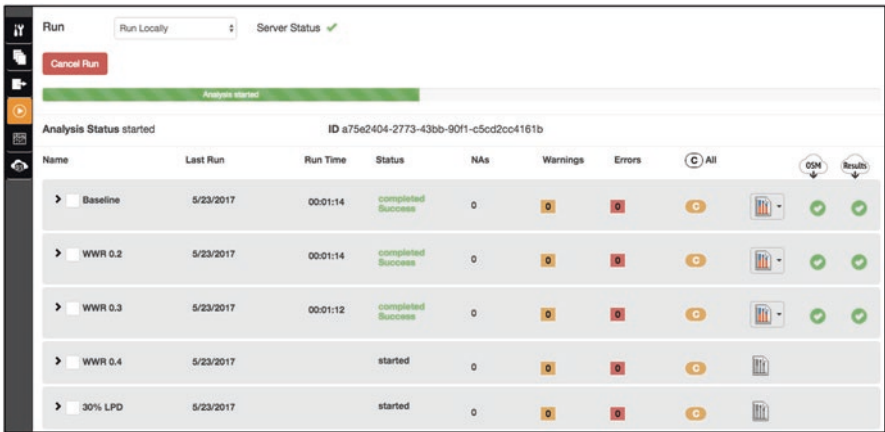 Run Run Locally Server Status
Cancel Run
Analysis started
Analysis Status started ID a75e2404-2773-43bb-90f1-c5cd2cc4161b
Name Last Run Run Time Status NAs Warnings Errors C All OSM Results
Baseline 5/23/2017 00:01:14 completed Success 0 0 0 C
WWR 0.2 5/23/2017 00:01:14 completed Success 0 0 0 C
WWR 0.3 5/23/2017 00:01:12 completed Success 0 0 0 C
WWR 0.4 5/23/2017 started 0 0 0 C
30% LPD 5/23/2017 started 0 0 0 C